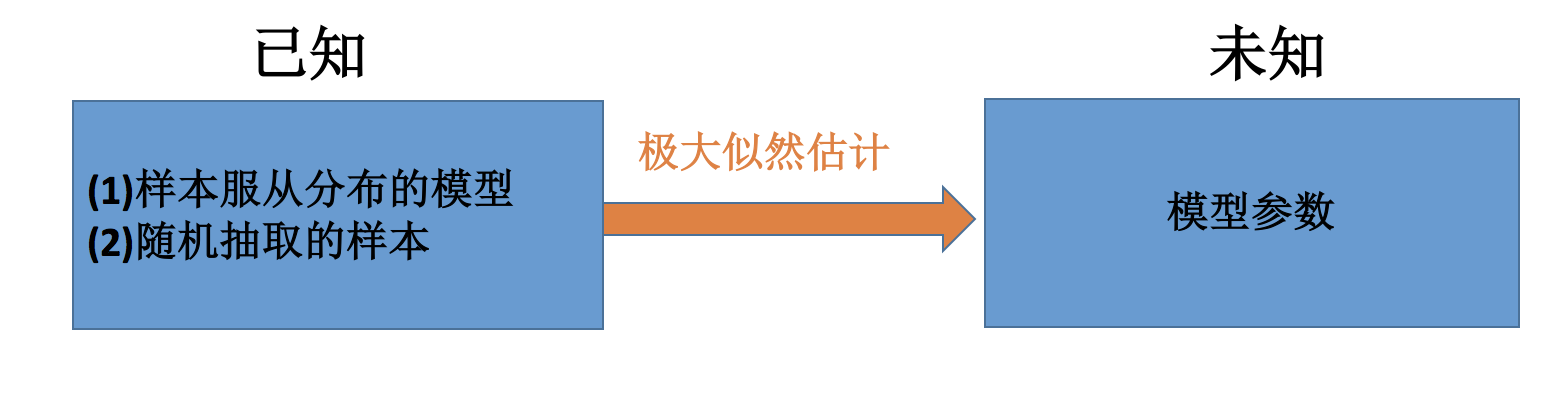 已知
未知
极大似然估计
(1)样本服从分布的模型
(2)随机抽取的样本
模型参数